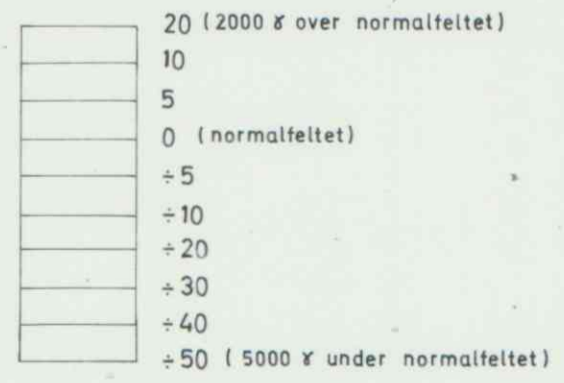 20 (2000 γ over normalfeltet)
10
5
0 (normalfeltet)
÷5
÷10
÷20
÷30
÷40
÷50 (5000 γ under normalfeltet)